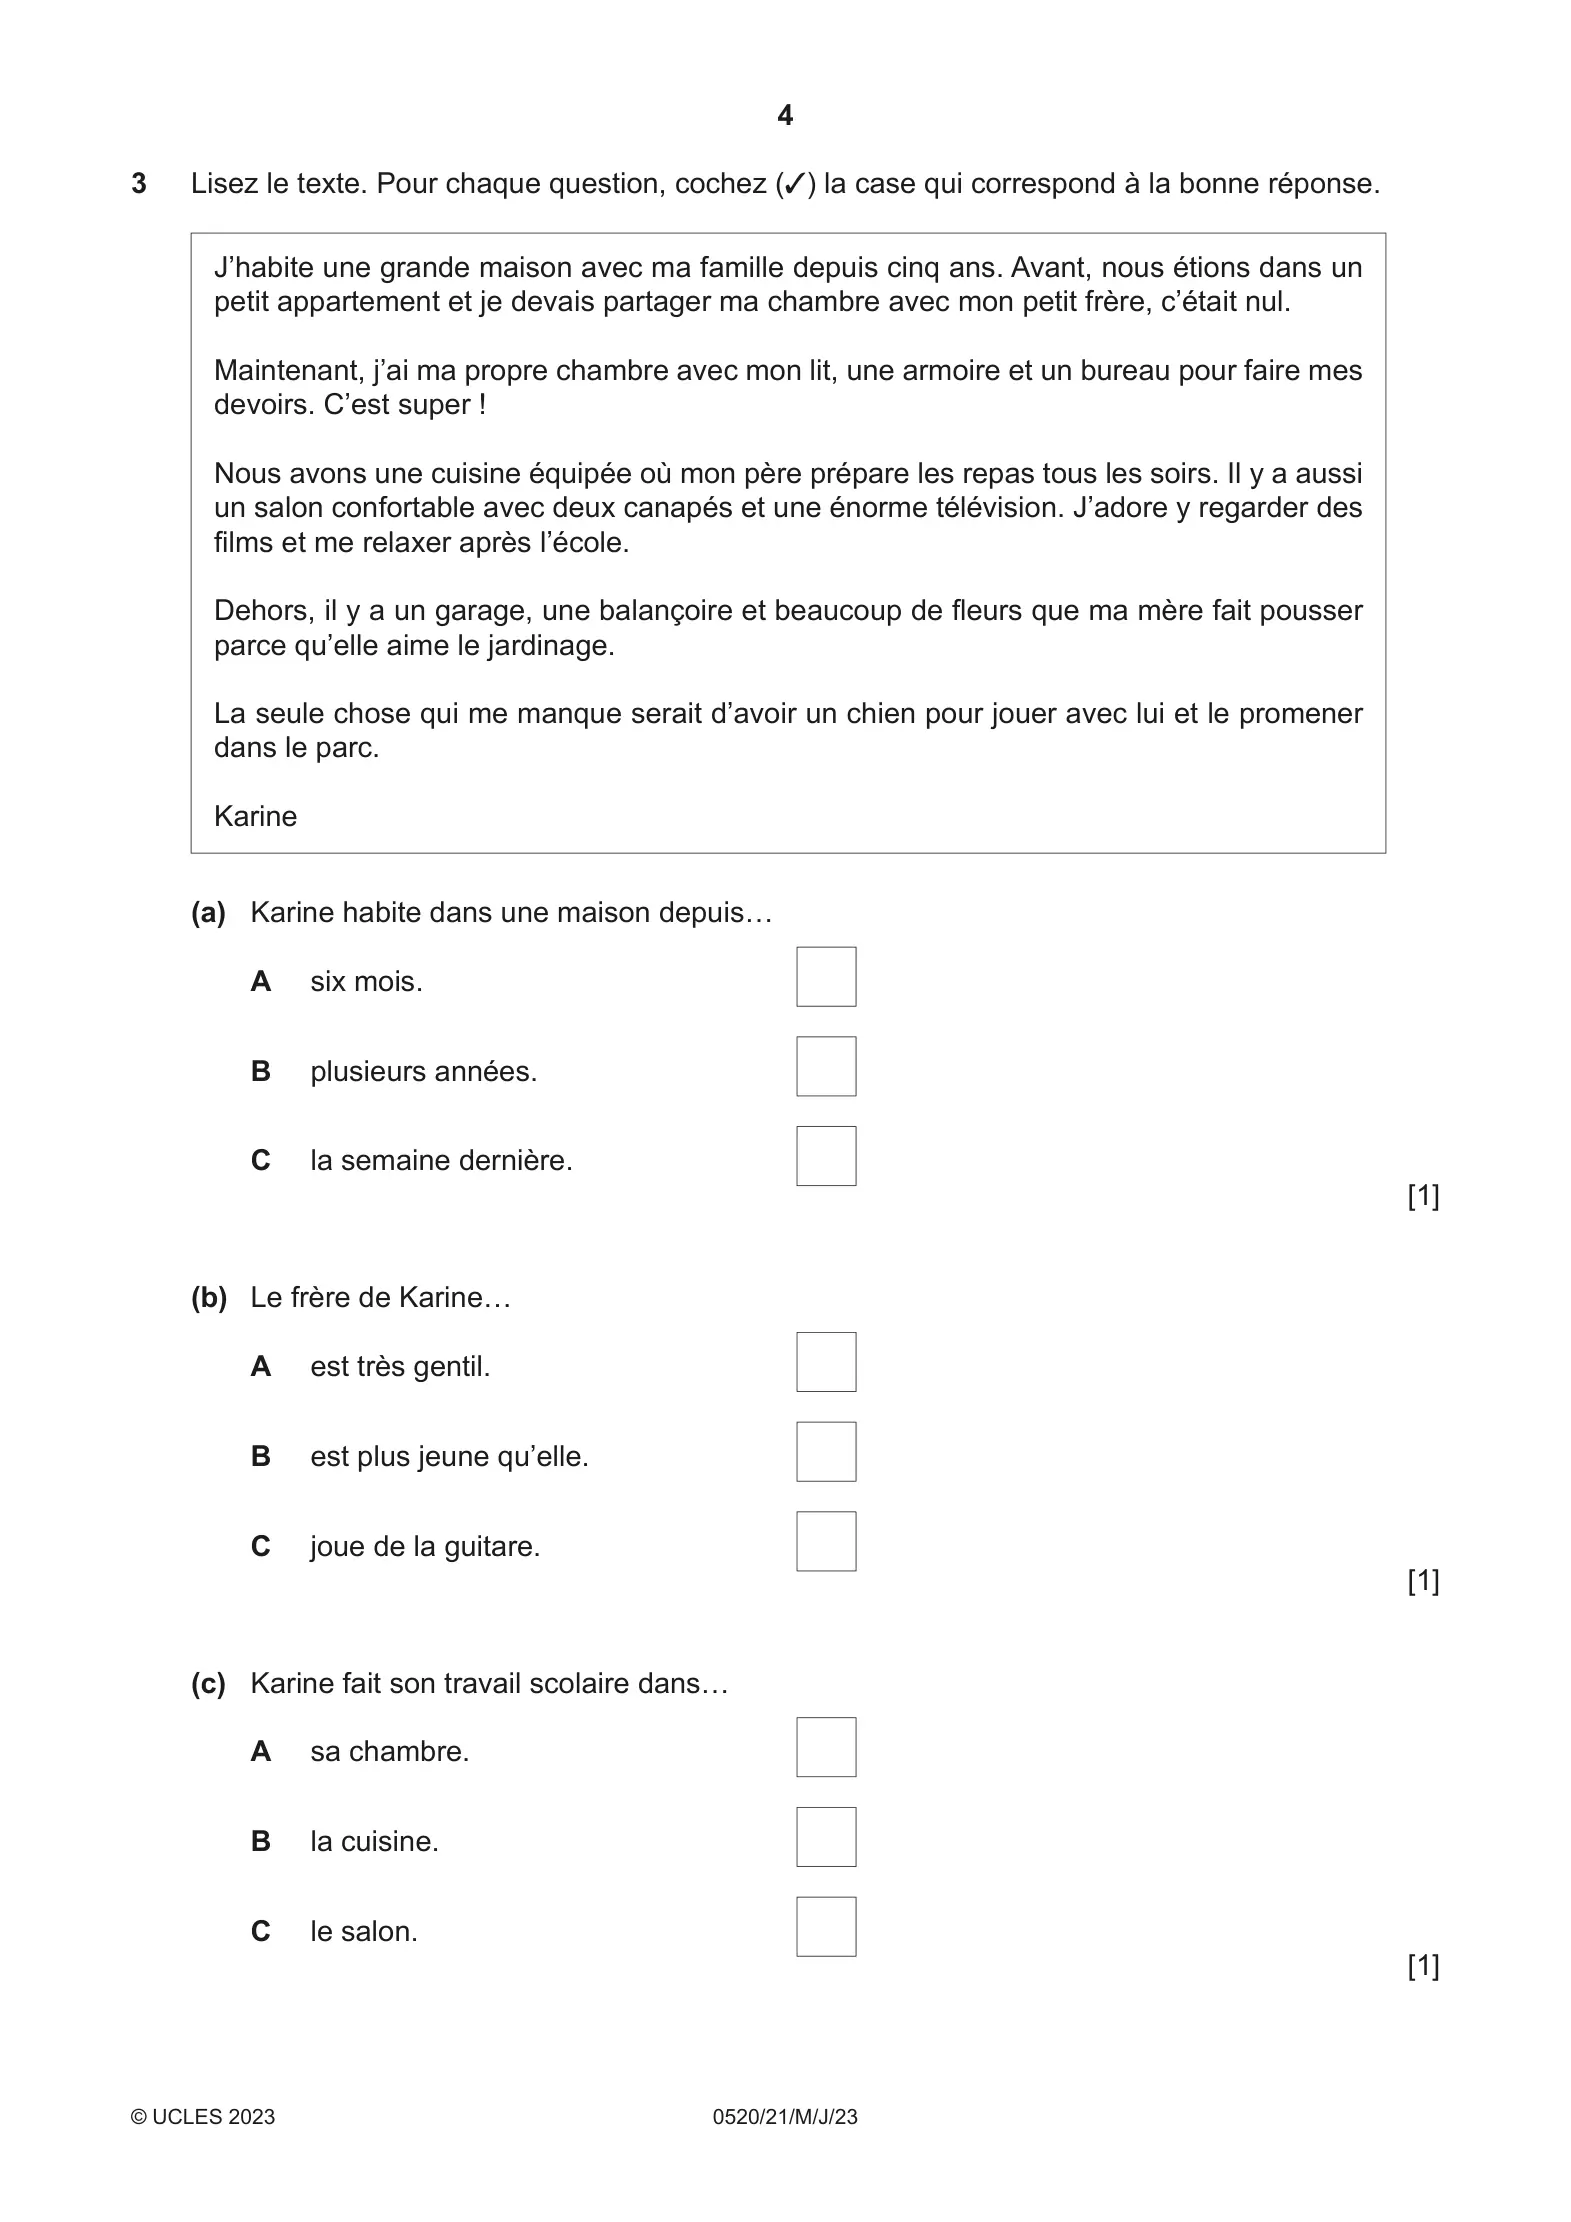 4
3 Lisez le texte. Pour chaque question, cochez (✓) la case qui correspond à la bonne réponse.
J’habite une grande maison avec ma famille depuis cinq ans. Avant, nous étions dans un
petit appartement et je devais partager ma chambre avec mon petit frère, c’était nul.
Maintenant, j’ai ma propre chambre avec mon lit, une armoire et un bureau pour faire mes
devoirs. C’est super !
Nous avons une cuisine équipée où mon père prépare les repas tous les soirs. Il y a aussi
un salon confortable avec deux canapés et une énorme télévision. J’adore y regarder des
films et me relaxer après l’école.
Dehors, il y a un garage, une balançoire et beaucoup de fleurs que ma mère fait pousser
parce qu’elle aime le jardinage.
La seule chose qui me manque serait d’avoir un chien pour jouer avec lui et le promener
dans le parc.
Karine
(a) Karine habite dans une maison depuis…
A six mois.
B plusieurs années.
C la semaine dernière.
[1]
(b) Le frère de Karine…
A est très gentil.
B est plus jeune qu’elle.
C joue de la guitare.
[1]
(c) Karine fait son travail scolaire dans…
A sa chambre.
B la cuisine.
C le salon.
[1]
© UCLES 2023 0520/21/M/J/23